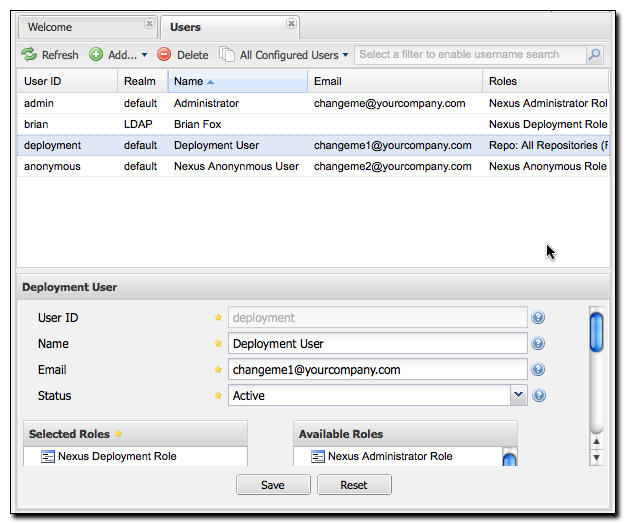 Welcome Users
Refresh Add... Delete All Configured Users Select a filter to enable username search
User ID Realm Name Email Roles
admin default Administrator changeme@yourcompany.com Nexus Administrator Rol
brian LDAP Brian Fox Nexus Deployment Role
deployment default Deployment User changeme1@yourcompany.com Repo: All Repositories (F
anonymous default Nexus Anonynmous User changeme2@yourcompany.com Nexus Anonymous Role
Deployment User
User ID deployment
Name Deployment User
Email changeme1@yourcompany.com
Status Active
Selected Roles Available Roles
Nexus Deployment Role Nexus Administrator Role
Save Reset